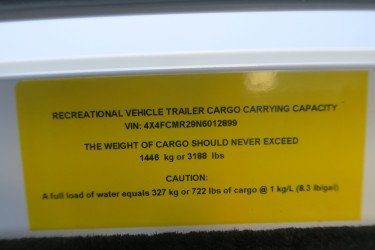 RECREATIONAL VEHICLE TRAILER CARGO CARRYING CAPACITY
VIN: 4X4FCMR29N6012899
THE WEIGHT OF CARGO SHOULD NEVER EXCEED
1446 kg or 3188 lbs
CAUTION:
A full load of water equals 327 kg or 722 lbs of cargo @ 1 kg/L (8.3 lb/gal)